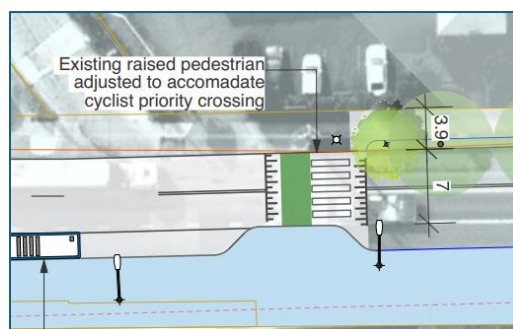 Existing raised pedestrian
adjusted to accomadate
cyclist priority crossing
3.9
7